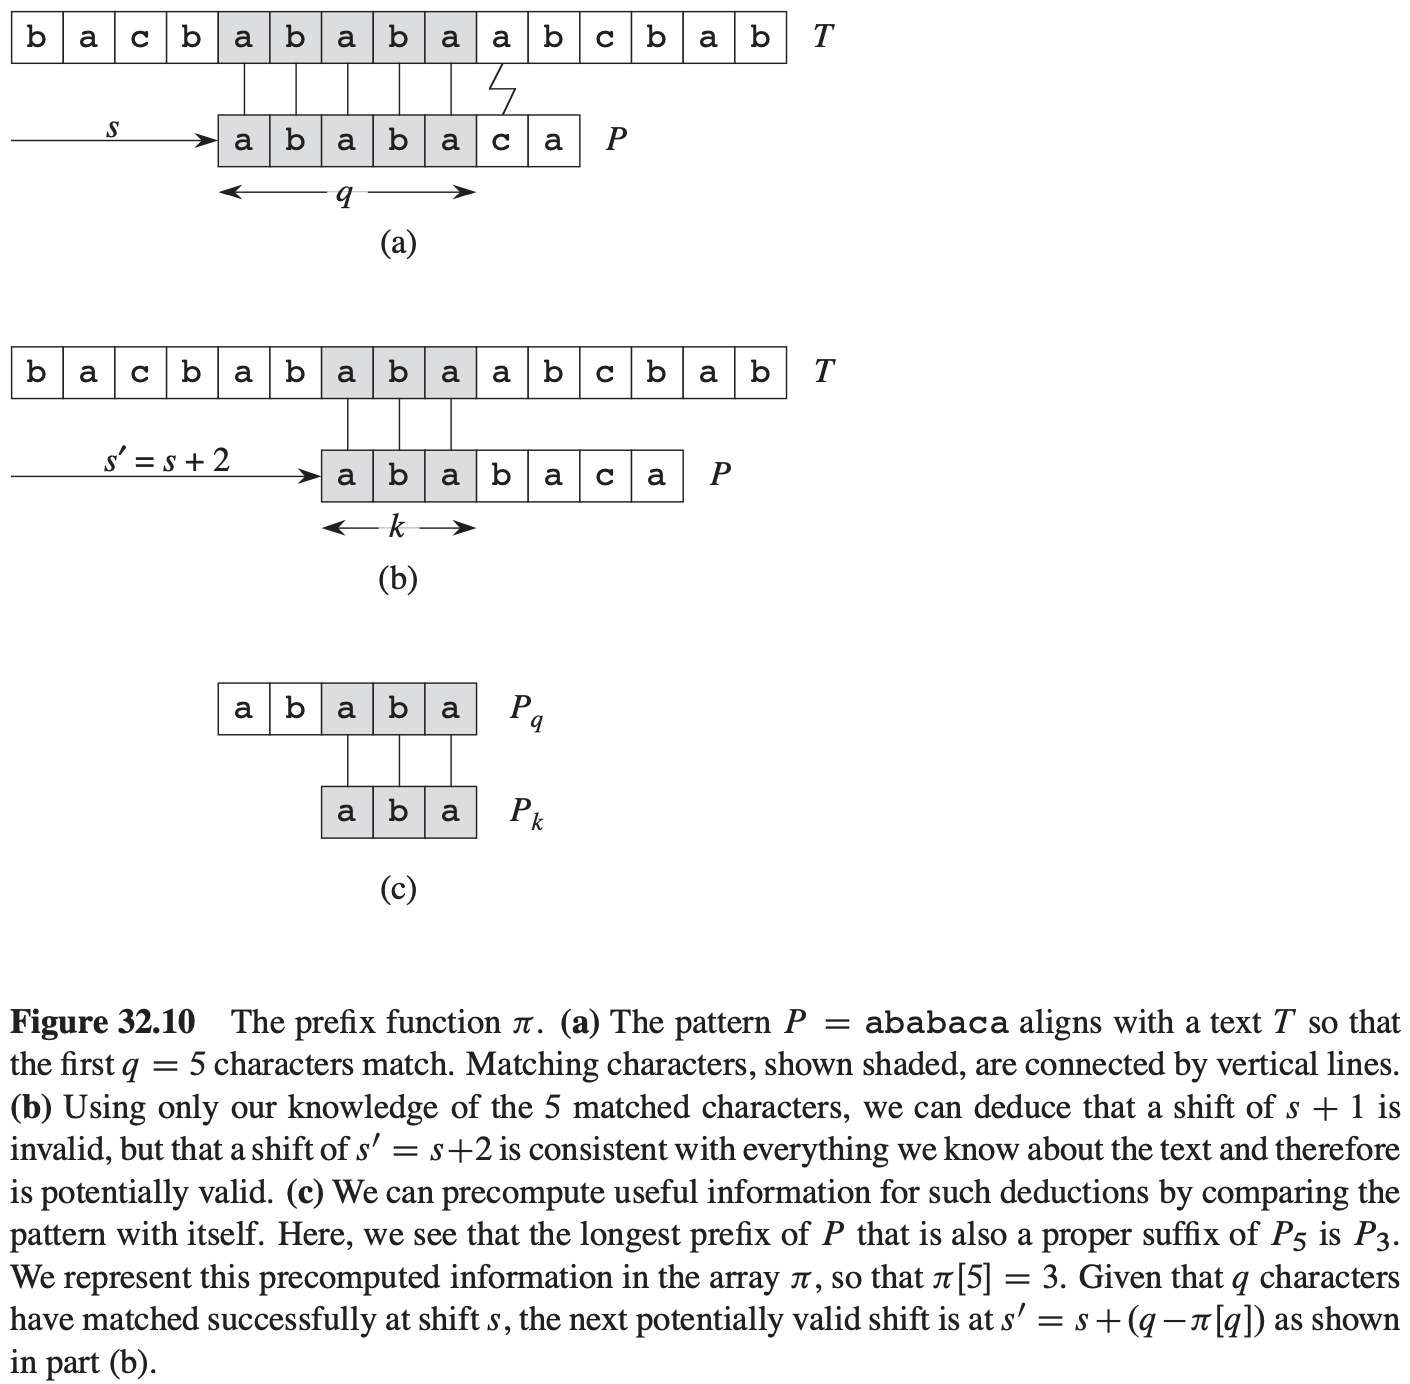 b a c b a b a b a a b c b a b T
s a b a b a c a P
q
(a)
b a c b a b a b a a b c b a b T
s′ = s + 2 a b a b a c a P
k
(b)
a b a b a P_q
a b a P_k
(c)
Figure 32.10 The prefix function π. (a) The pattern P = ababaca aligns with a text T so that
the first q = 5 characters match. Matching characters, shown shaded, are connected by vertical lines.
(b) Using only our knowledge of the 5 matched characters, we can deduce that a shift of s + 1 is
invalid, but that a shift of s′ = s+2 is consistent with everything we know about the text and therefore
is potentially valid. (c) We can precompute useful information for such deductions by comparing the
pattern with itself. Here, we see that the longest prefix of P that is also a proper suffix of P₅ is P₃.
We represent this precomputed information in the array π, so that π[5] = 3. Given that q characters
have matched successfully at shift s, the next potentially valid shift is at s′ = s+(q−π[q]) as shown
in part (b).